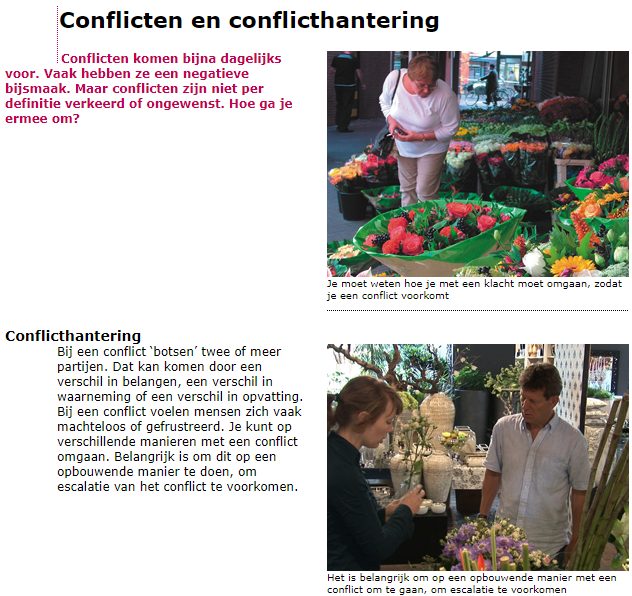 Conflicten en conflicthantering
Conflicten komen bijna dagelijks
voor. Vaak hebben ze een negatieve
bijsmaak. Maar conflicten zijn niet per
definitie verkeerd of ongewenst. Hoe ga je
ermee om?
Je moet weten hoe je met een klacht moet omgaan, zodat
je een conflict voorkomt
Conflicthantering
Bij een conflict ‘botsen’ twee of meer
partijen. Dat kan komen door een
verschil in belangen, een verschil in
waarneming of een verschil in opvatting.
Bij een conflict voelen mensen zich vaak
machteloos of gefrustreerd. Je kunt op
verschillende manieren met een conflict
omgaan. Belangrijk is om dit op een
opbouwende manier te doen, om
escalatie van het conflict te voorkomen.
Het is belangrijk om op een opbouwende manier met een
conflict om te gaan, om escalatie te voorkomen